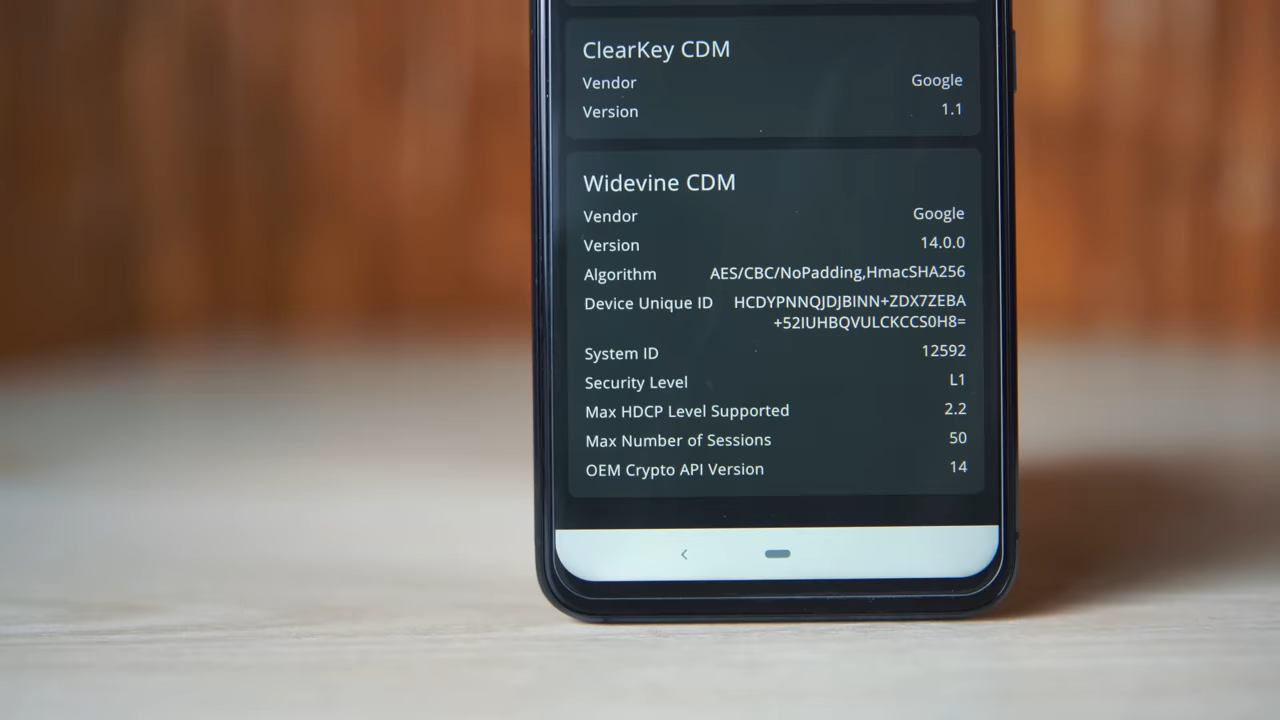 ClearKey CDM
Vendor Google
Version 1.1
Widevine CDM
Vendor Google
Version 14.0.0
Algorithm AES/CBC/NoPadding,HmacSHA256
Device Unique ID HCDYPNNQJDJBINN+ZDX7ZEBA
+52IUHBQVULCKCCS0H8=
System ID 12592
Security Level L1
Max HDCP Level Supported 2.2
Max Number of Sessions 50
OEM Crypto API Version 14